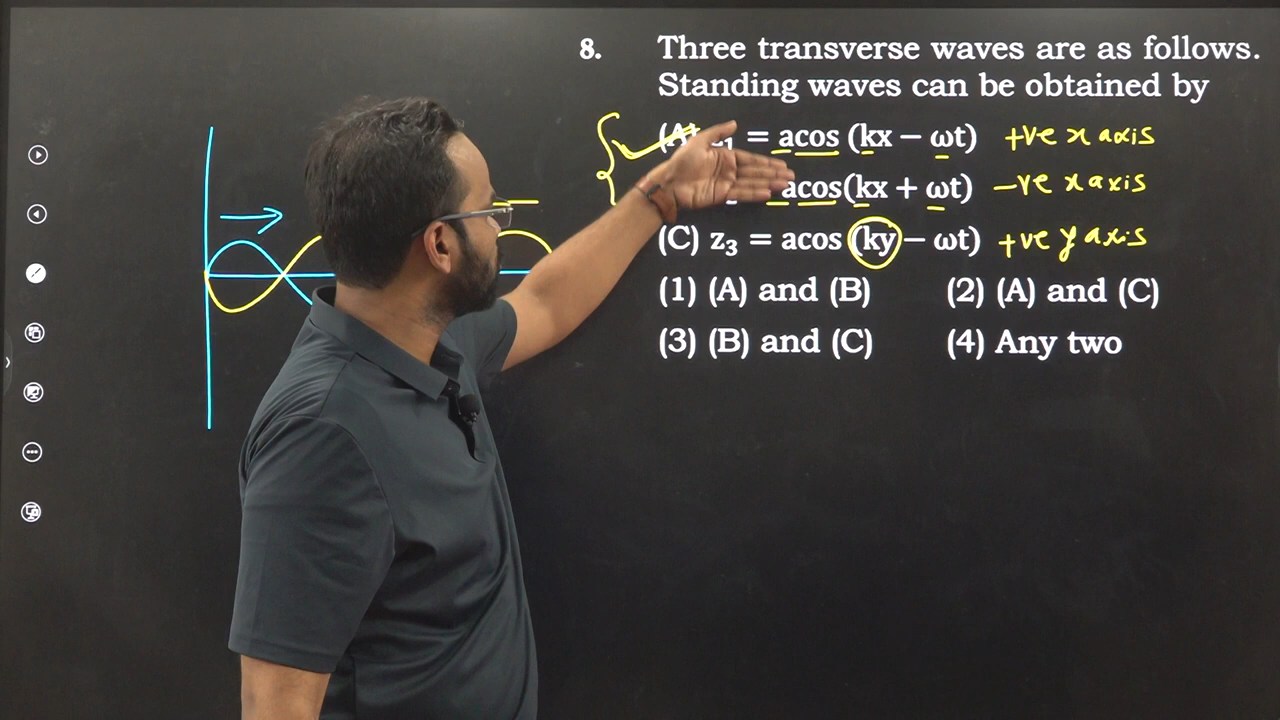 8. Three transverse waves are as follows.
Standing waves can be obtained by
(A) z₁ = acos (kx − ωt) +ve x axis
acos(kx + ωt) −ve x axis
(C) z₃ = acos (ky − ωt) +ve y axis
(1) (A) and (B) (2) (A) and (C)
(3) (B) and (C) (4) Any two